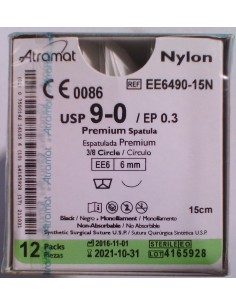 Atramat
Nylon
REF EE6490-15N
CE 0086
USP 9-0 / EP 0.3
Premium Spatula
Espatulada Premium
3/8 Circle / Círculo
EE6 6 mm
15cm
Black / Negro • Monofilament / Monofilamento
Non-Absorbable / No Absorbible
Synthetic Surgical Suture U.S.P. / Sutura Quirúrgica Sintética U.S.P.
12 Packs
Piezas
2016-11-01
2021-10-31
STERILE EO
LOT 4165928